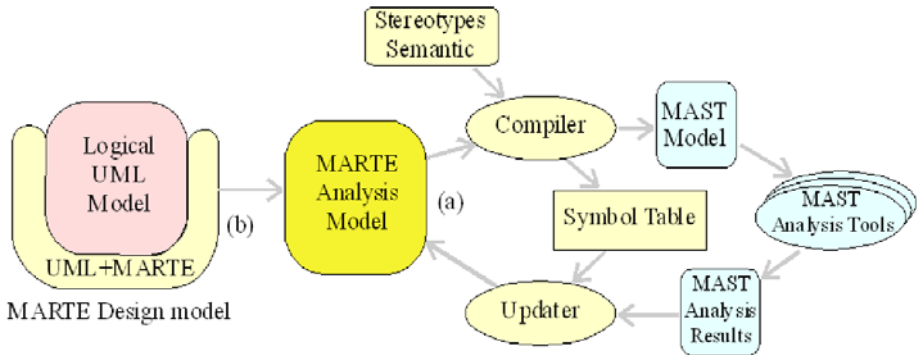 Stereotypes
Semantic
Compiler
MAST
Model
Logical
UML
Model
MARTE
Analysis
Model
(a)
(b)
Symbol Table
MAST
Analysis Tools
UML+MARTE
MARTE Design model
Updater
MAST
Analysis
Results